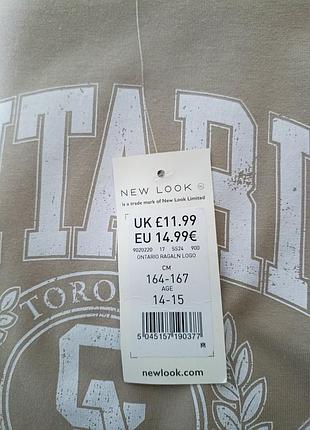 NTARI
TORO
NEW LOOK
is a trade mark of New Look Limited
UK £11.99
EU 14.99€
9020220 17 SS24 900
ONTARIO RAGALN LOGO
CM
164-167
AGE
14-15
5 045157 190377
newlook.com